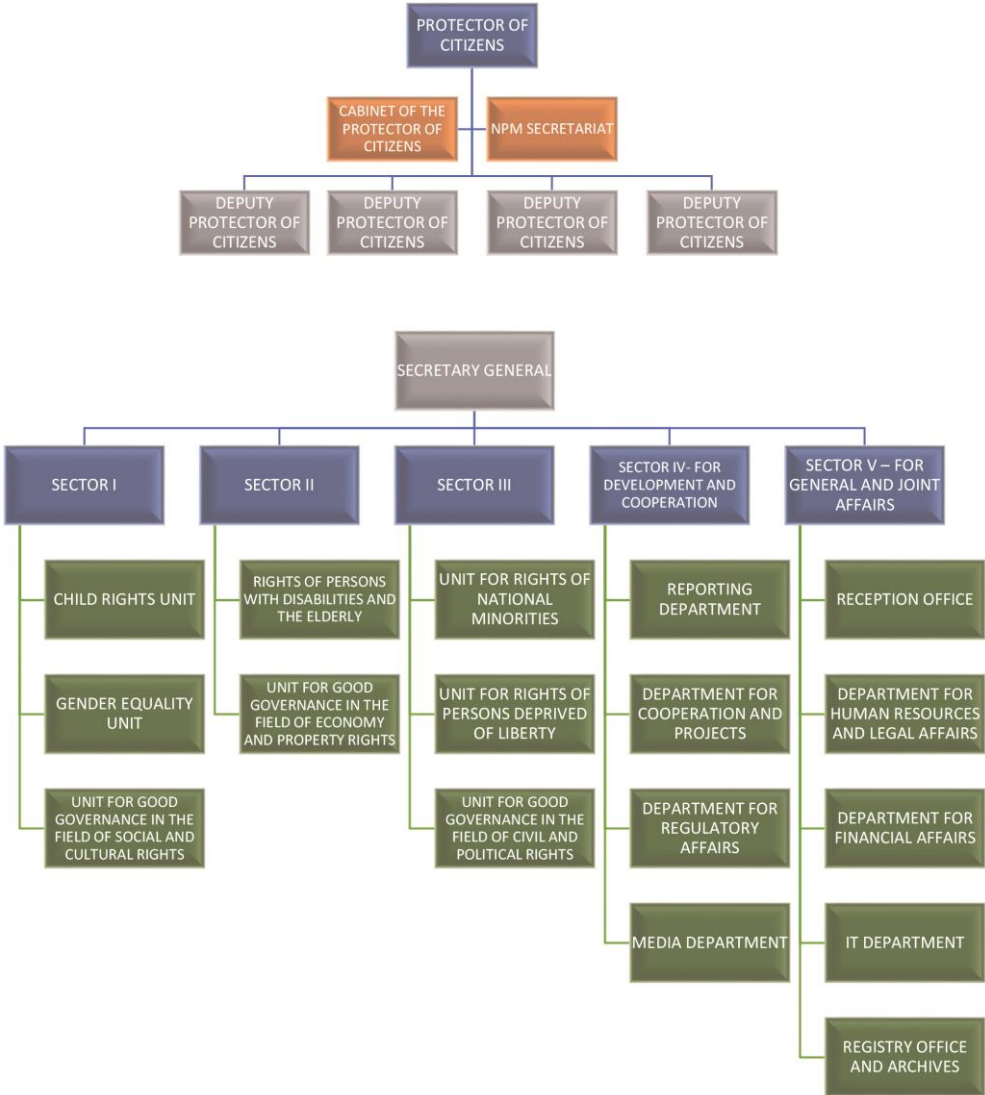 PROTECTOR OF
CITIZENS
CABINET OF THE
PROTECTOR OF
CITIZENS
NPM SECRETARIAT
DEPUTY
PROTECTOR OF
CITIZENS
DEPUTY
PROTECTOR OF
CITIZENS
DEPUTY
PROTECTOR OF
CITIZENS
DEPUTY
PROTECTOR OF
CITIZENS
SECRETARY GENERAL
SECTOR I
CHILD RIGHTS UNIT
GENDER EQUALITY
UNIT
UNIT FOR GOOD
GOVERNANCE IN THE
FIELD OF SOCIAL AND
CULTURAL RIGHTS
SECTOR II
RIGHTS OF PERSONS
WITH DISABILITIES AND
THE ELDERLY
UNIT FOR GOOD
GOVERNANCE IN THE
FIELD OF ECONOMY
AND PROPERTY RIGHTS
SECTOR III
UNIT FOR RIGHTS OF
NATIONAL
MINORITIES
UNIT FOR RIGHTS OF
PERSONS DEPRIVED
OF LIBERTY
UNIT FOR GOOD
GOVERNANCE IN THE
FIELD OF CIVIL AND
POLITICAL RIGHTS
SECTOR IV- FOR
DEVELOPMENT AND
COOPERATION
REPORTING
DEPARTMENT
DEPARTMENT FOR
COOPERATION AND
PROJECTS
DEPARTMENT FOR
REGULATORY
AFFAIRS
MEDIA DEPARTMENT
SECTOR V – FOR
GENERAL AND JOINT
AFFAIRS
RECEPTION OFFICE
DEPARTMENT FOR
HUMAN RESOURCES
AND LEGAL AFFAIRS
DEPARTMENT FOR
FINANCIAL AFFAIRS
IT DEPARTMENT
REGISTRY OFFICE
AND ARCHIVES